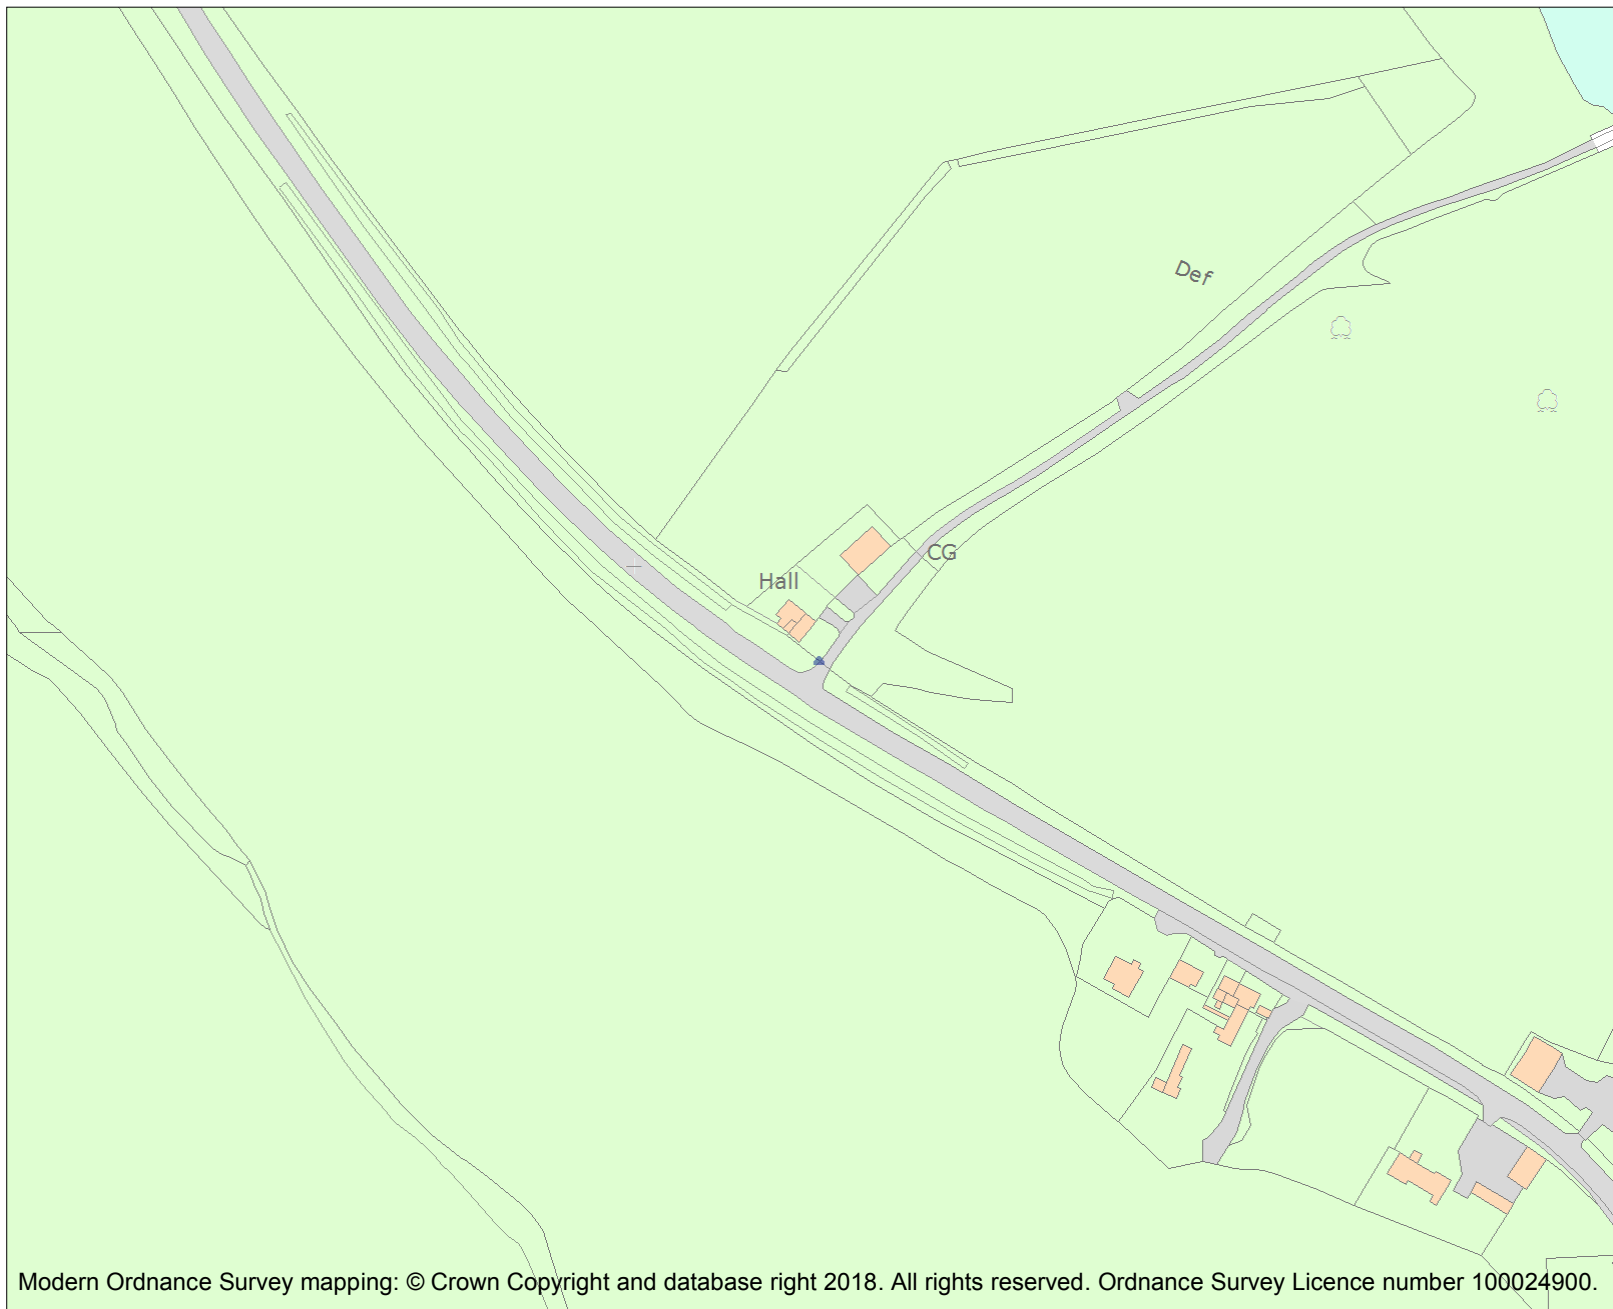 Def
CG
Hall
Modern Ordnance Survey mapping: © Crown Copyright and database right 2018. All rights reserved. Ordnance Survey Licence number 100024900.